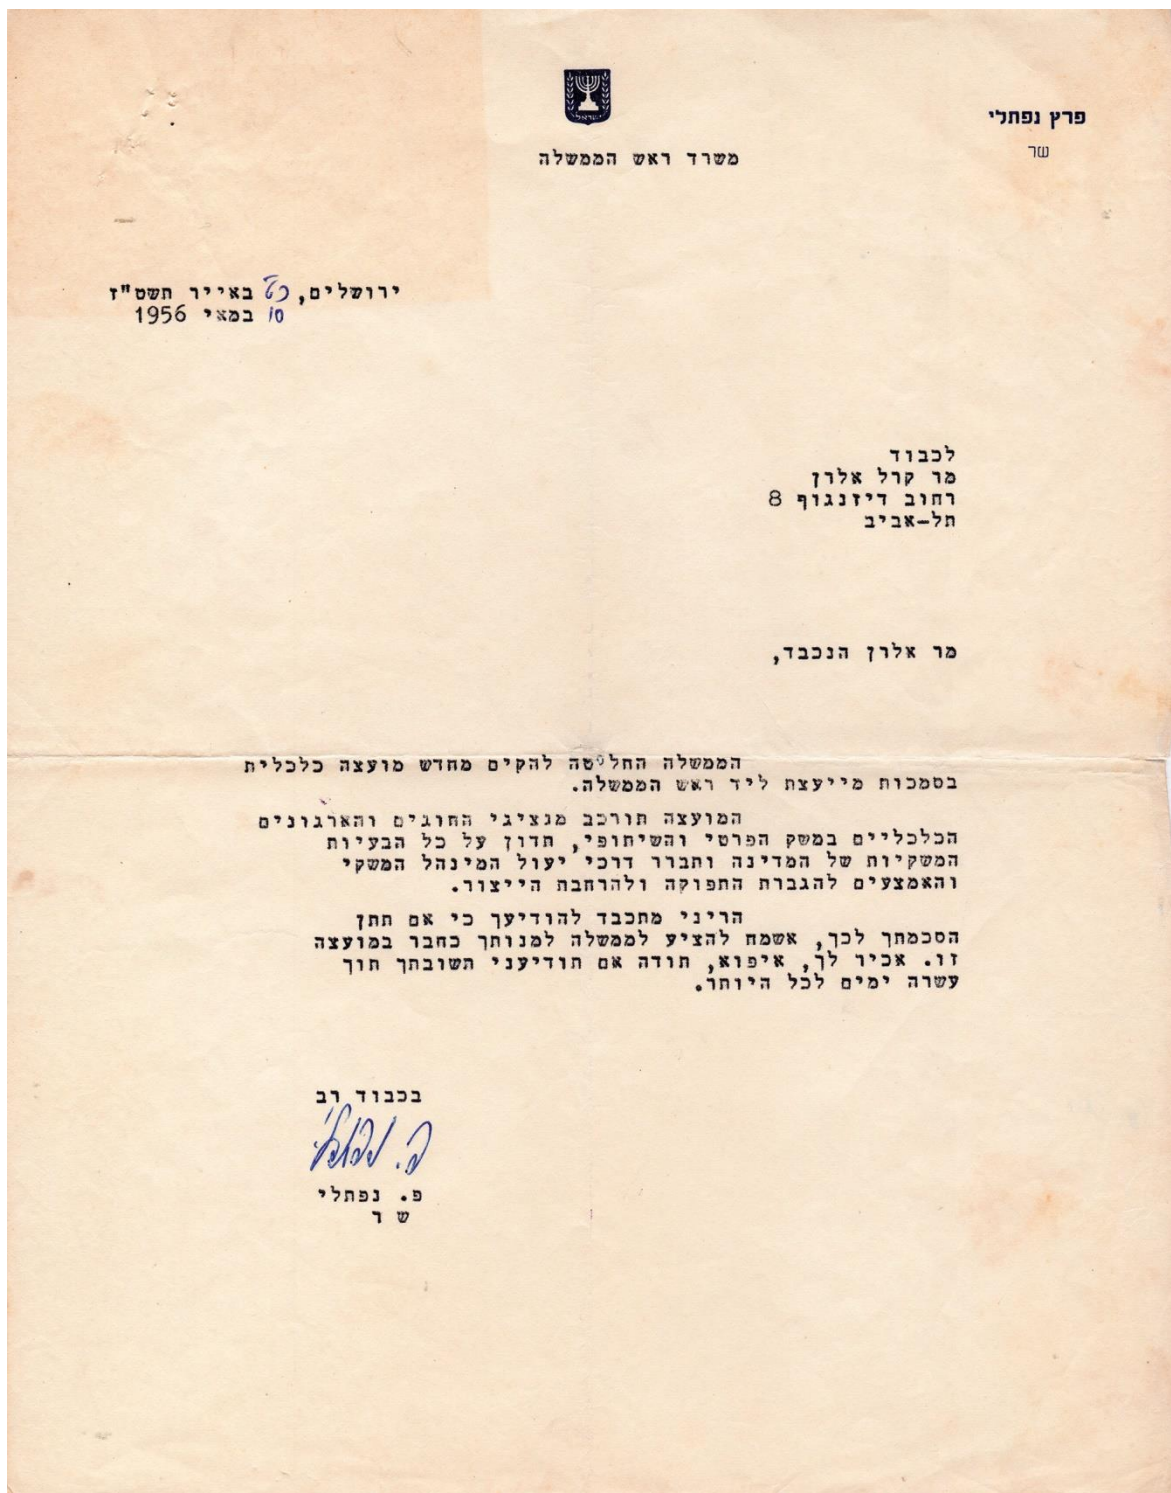 פרץ נפתלי
שר
ישראל
משרד ראש הממשלה
ירושלים, כט באייר תשט"ז
10 במאי 1956
לכבוד
מר קרל אלרן
רחוב דיזנגוף 8
תל-אביב
מר אלרן הנכבד,
הממשלה החליטה להקים מחדש מועצה כלכלית
בסמכות מייעצת ליד ראש הממשלה.
המועצה תורכב מנציגי החוגים והארגונים
הכלכליים במשק הפרטי והשיתופי, תדון על כל הבעיות
המשקיות של המדינה ותברר דרכי יעול המינהל המשקי
והאמצעים להגברת התפוקה ולהרחבת הייצור.
הריני מתכבד להודיעך כי אם תתן
הסכמתך לכך, אשמח להציע לממשלה למנותך כחבר במועצה
זו. אכיר לך, איפוא, תודה אם תודיעני תשובתך תוך
עשרה ימים לכל היותר.
בכבוד רב
פ. נפתלי
פ. נפתלי
ש ר